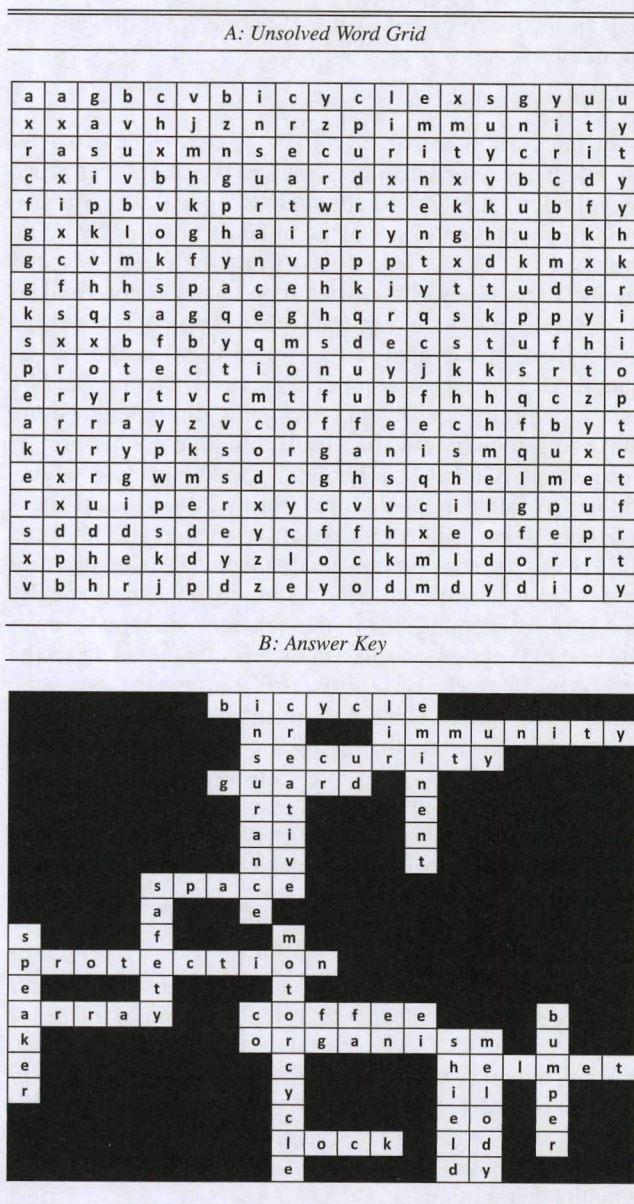 A: Unsolved Word Grid
a a g b c v b i c y c l e x s g y u u
x x a v h j z n r z p i m m u n i t y
r a s u x m n s e c u r i t y c r i t
c x i v b h g u a r d x n x v b c d y
f i p b v k p r t w r t e k k u b f y
g x k l o g h a i r r y n g h u b k h
g c v m k f y n v p p p t x d k m x k
g f h h s p a c e h k j y t t u d e r
k s q s a g q e g h q r q s k p p y i
s x x b f b y q m s d e c s t u f h i
p r o t e c t i o n u y j k k s r t o
e r y r t v c m t f u b f h h q c z p
a r r a y z v c o f f e e c h f b y t
k v r y p k s o r g a n i s m q u x c
e x r g w m s d c g h s q h e l m e t
r x u i p e r x y c v v c i l g p u f
s d d d s d e y c f f h x e o f e p r
x p h e k d y z l o c k m l d o r r t
v b h r j p d z e y o d m d y d i o y
B: Answer Key
b i c y c l e
n r i m m u n i t y
s e c u r i t y
g u a r d n
r t e
a i n
n v t
s p a c e
a e
s f m
p r o t e c t i o n
e t t
a r r a y c o f f e e b
k o r g a n i s m u
e c h e l m e t
r y i l p
c e o e
l o c k l d r
e d y